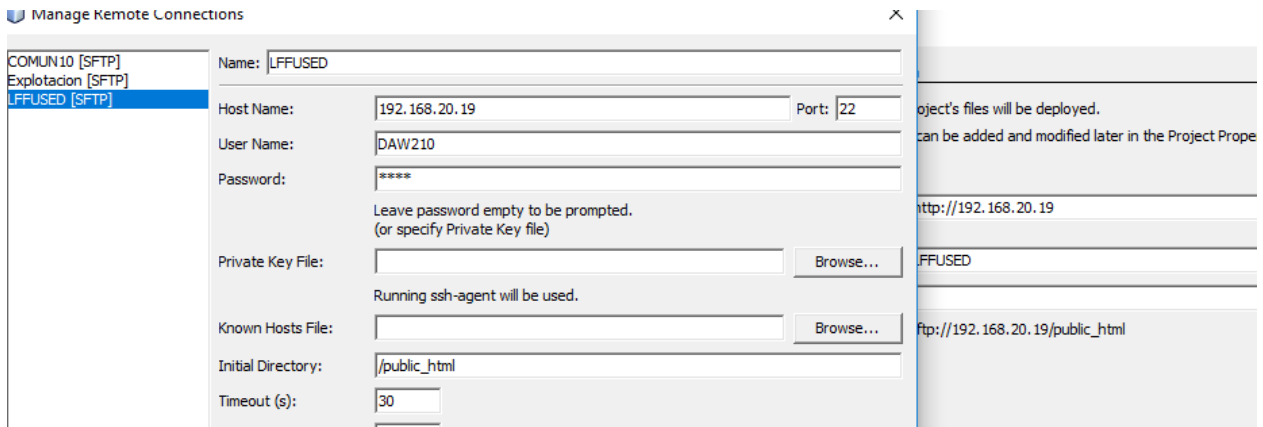 Manage Remote Connections
COMUN10 [SFTP]
Explotacion [SFTP]
LFFUSED [SFTP]
Name: LFFUSED
Host Name: 192.168.20.19 Port: 22
User Name: DAW210
Password: ****
Leave password empty to be prompted.
(or specify Private Key file)
Private Key File: Browse...
Running ssh-agent will be used.
Known Hosts File: Browse...
Initial Directory: /public_html
Timeout (s): 30
oject's files will be deployed.
can be added and modified later in the Project Prope
http://192.168.20.19
FFUSED
ftp://192.168.20.19/public_html